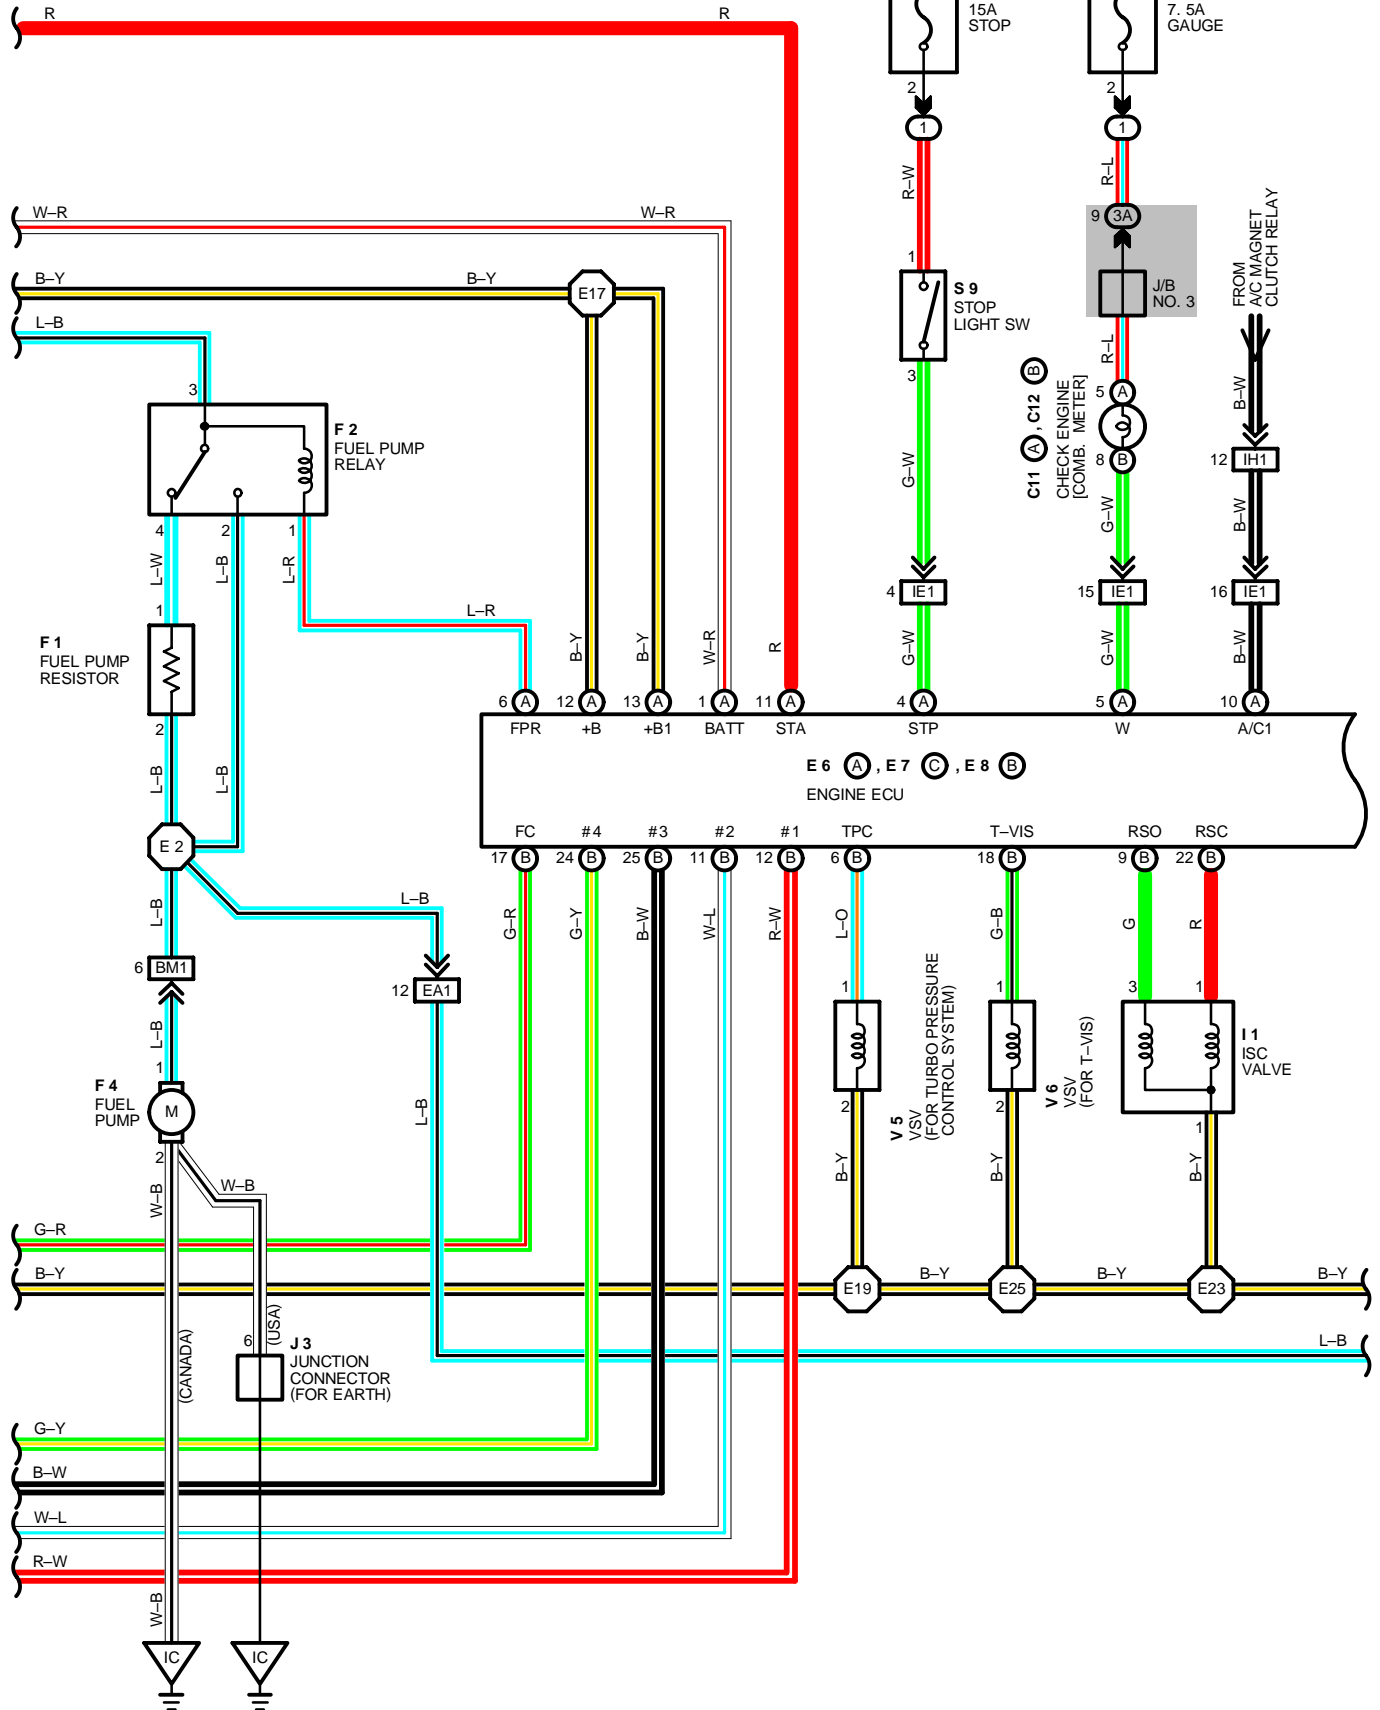 R
R
15A
STOP
7. 5A
GAUGE
2
2
1
1
R–W
R–L
W–R
W–R
9 3A
1
FROM
A/C MAGNET
CLUTCH RELAY
B–Y
B–Y
E17
S 9
STOP
LIGHT SW
J/B
NO. 3
L–B
3
R–L
3
C11 A , C12 B
CHECK ENGINE
[COMB. METER]
5 A
B–W
F 2
FUEL PUMP
RELAY
8 B
12 IH1
G–W
G–W
B–W
4
2
1
L–W
L–B
L–R
4 IE1
15 IE1
16 IE1
1
L–R
F 1
FUEL PUMP
RESISTOR
B–Y
B–Y
W–R
R
G–W
G–W
B–W
6 A
12 A
13 A
1 A
11 A
4 A
5 A
10 A
2
FPR
+B
+B1
BATT
STA
STP
W
A/C1
L–B
L–B
E 6 A , E 7 C , E 8 B
ENGINE ECU
FC
#4
#3
#2
#1
TPC
T–VIS
RSO
RSC
E 2
17 B
24 B
25 B
11 B
12 B
6 B
18 B
9 B
22 B
L–B
L–B
G–R
G–Y
B–W
W–L
R–W
L–O
G–B
G
R
6 BM1
12 EA1
1
1
3
1
L–B
V 5
VSV
(FOR TURBO PRESSURE
CONTROL SYSTEM)
V 6
VSV
(FOR T–VIS)
I 1
ISC
VALVE
1
F 4
FUEL
PUMP
M
L–B
2
2
1
2
W–B
W–B
B–Y
B–Y
B–Y
G–R
B–Y
E19
B–Y
E25
B–Y
E23
B–Y
(USA)
6
J 3
JUNCTION
CONNECTOR
(FOR EARTH)
L–B
(CANADA)
G–Y
B–W
W–L
R–W
W–B
IC
IC